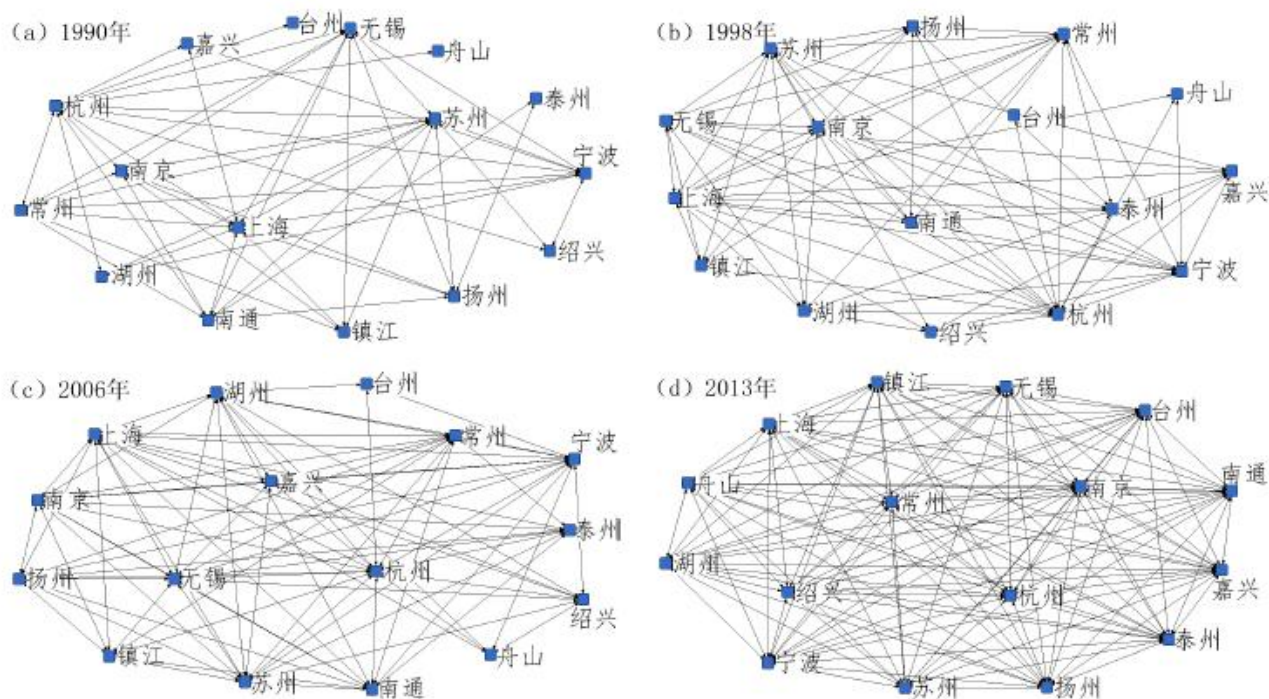 (a) 1990年
台州
无锡
嘉兴
舟山
杭州
泰州
苏州
南京
宁波
常州
上海
绍兴
湖州
扬州
南通
镇江
(b) 1998年
扬州
常州
苏州
舟山
台州
无锡
南京
嘉兴
上海
泰州
南通
镇江
宁波
湖州
杭州
绍兴
(c) 2006年
湖州
台州
上海
常州
宁波
嘉兴
南京
泰州
扬州
无锡
杭州
绍兴
镇江
舟山
苏州
南通
(d) 2013年
镇江
无锡
台州
上海
舟山
南京
南通
常州
湖州
嘉兴
绍兴
杭州
泰州
宁波
苏州
扬州